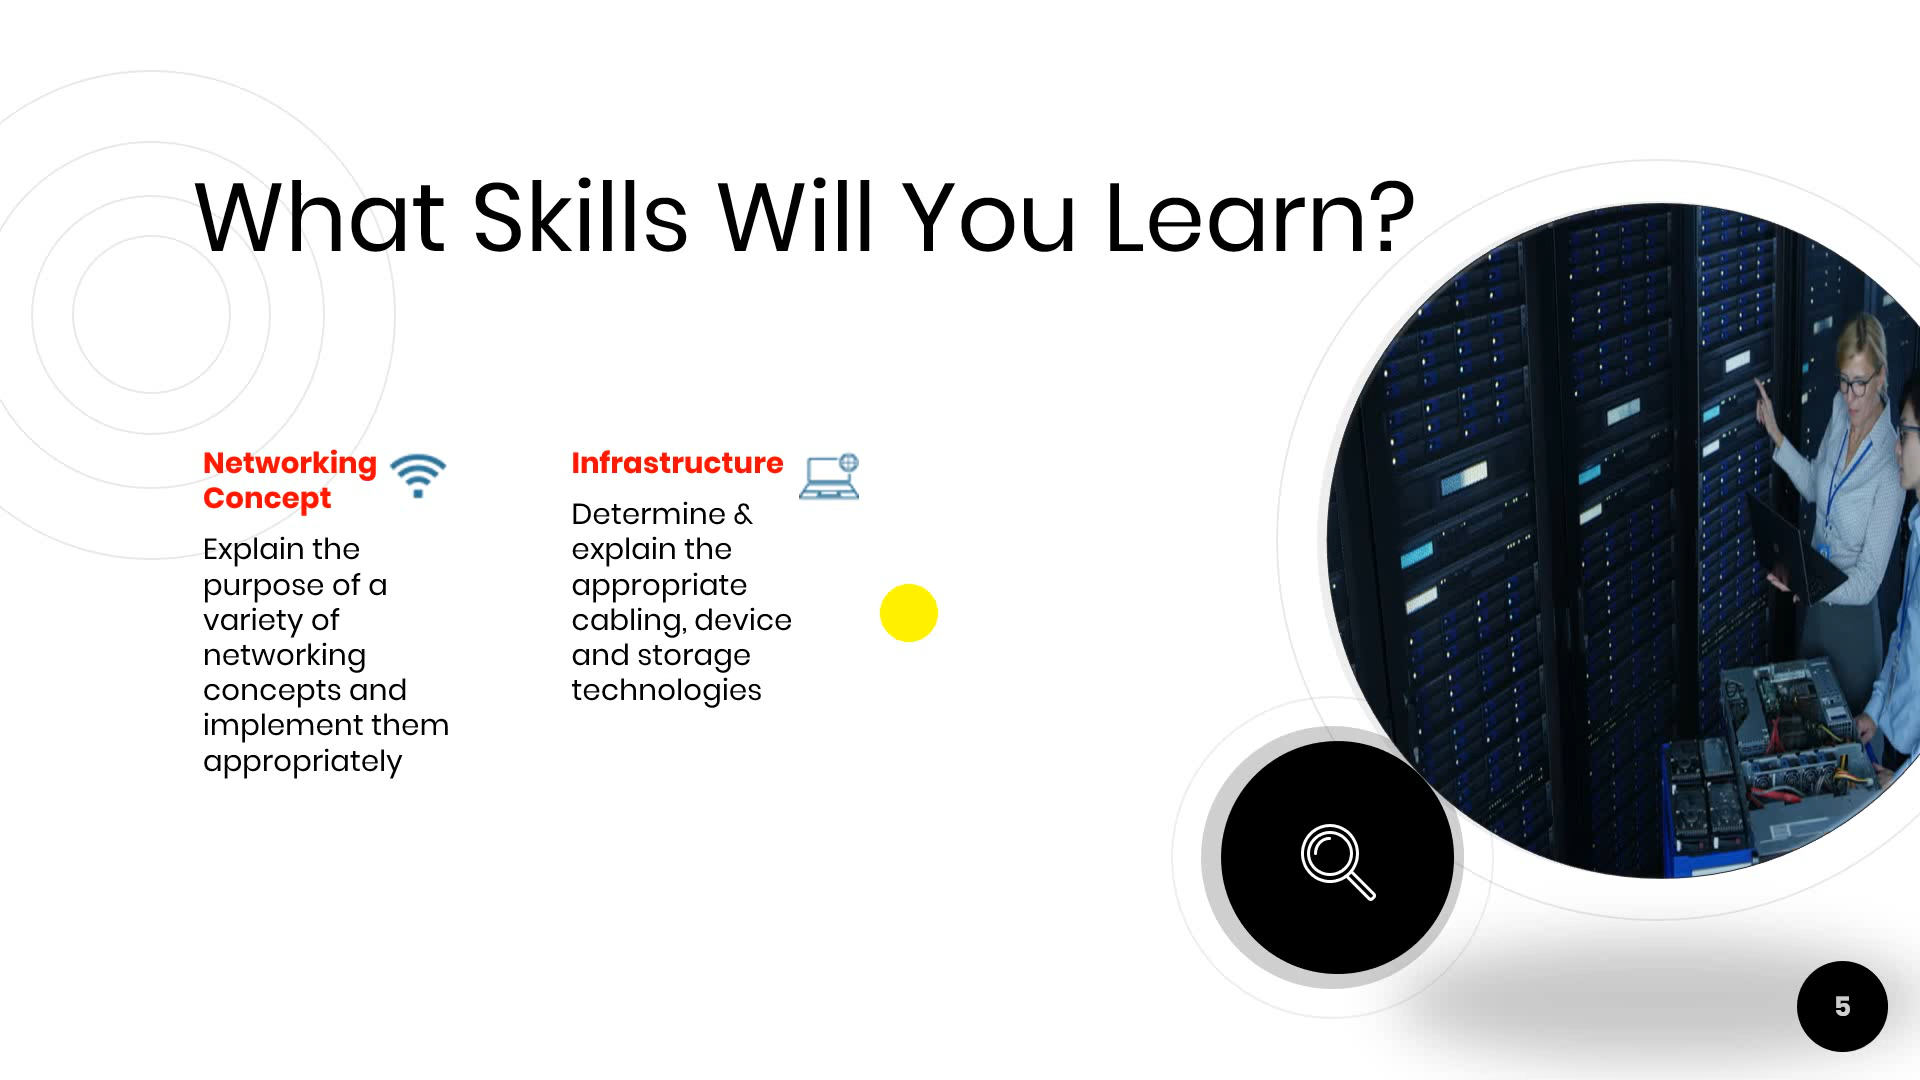 What Skills Will You Learn?
Networking
Concept
Explain the
purpose of a
variety of
networking
concepts and
implement them
appropriately
Infrastructure
Determine &
explain the
appropriate
cabling, device
and storage
technologies
5